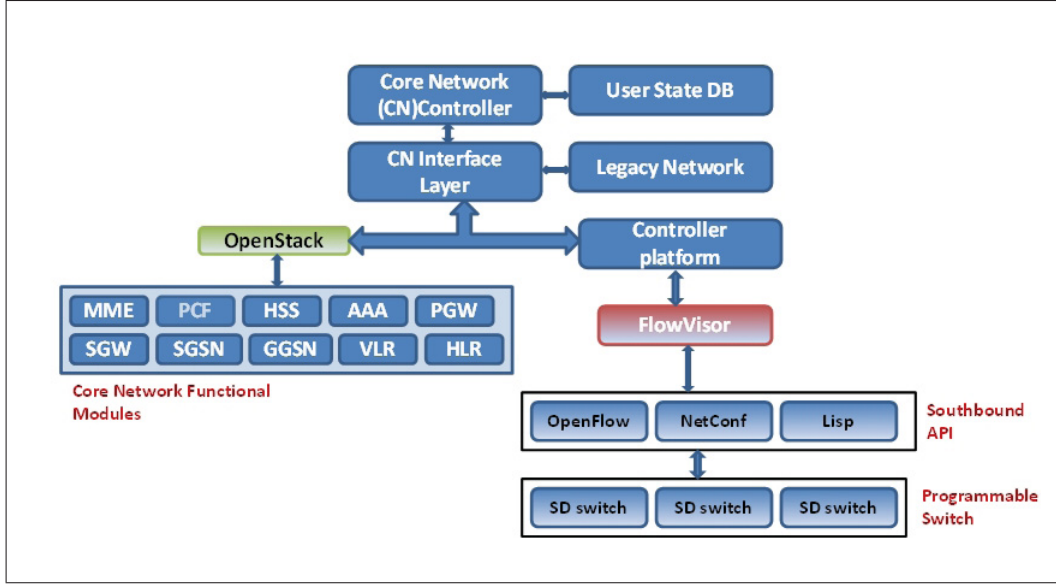 Core Network
(CN)Controller
User State DB
CN Interface
Layer
Legacy Network
OpenStack
Controller
platform
MME
PCF
HSS
AAA
PGW
FlowVisor
SGW
SGSN
GGSN
VLR
HLR
Core Network Functional
Modules
OpenFlow
NetConf
Lisp
Southbound
API
SD switch
SD switch
SD switch
Programmable
Switch